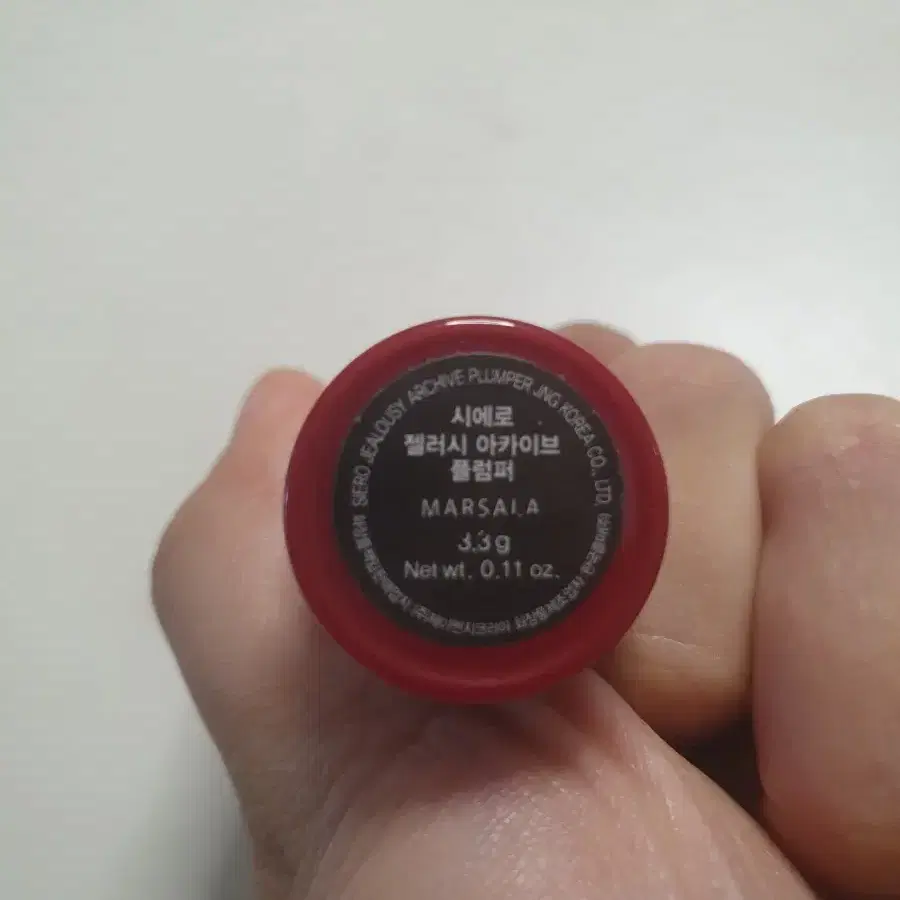 SIERO JEALOUSY ARCHIVE PLUMPER JNG KOREA CO., LTD.
시에로
젤러시 아카이브
플럼퍼
MARSALA
3.3g
Net wt. 0.11 oz.